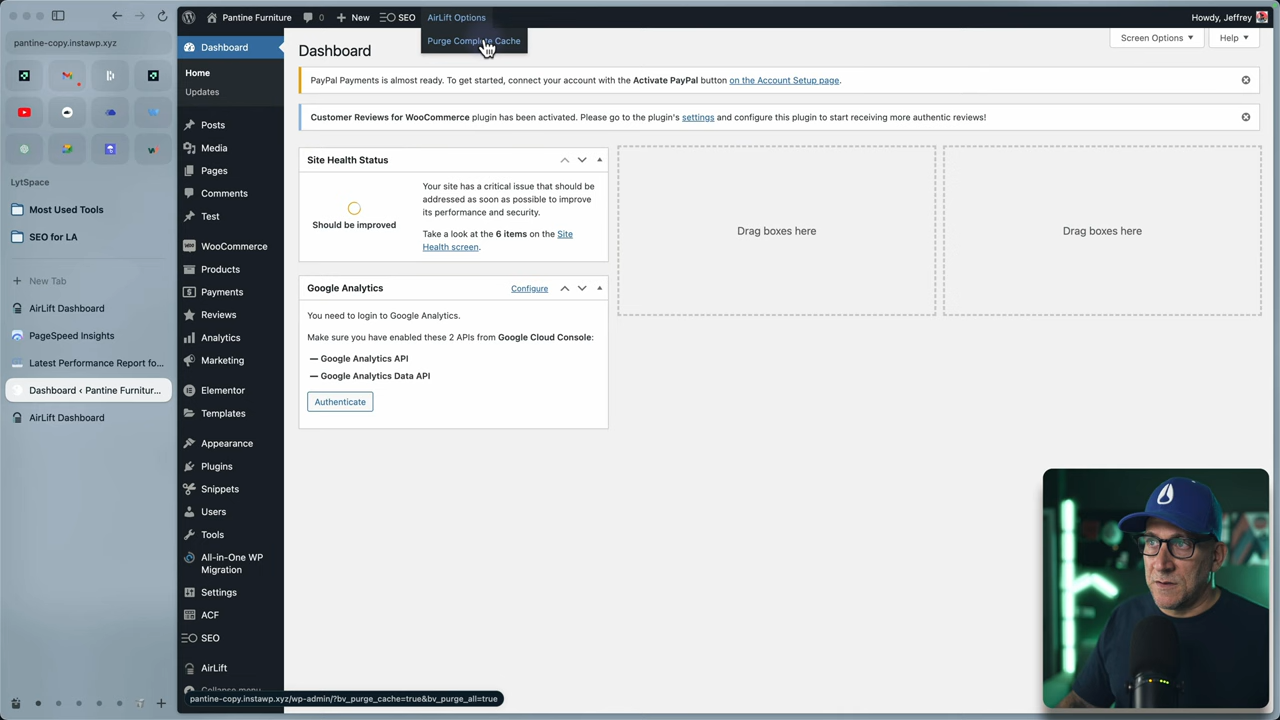 Pantine Furniture
0
New
SEO
AirLift Options
Howdy, Jeffrey
pantine-copy.instawp.xyz
Purge Complete Cache
Screen Options
Help
Dashboard
Dashboard
Home
Updates
Posts
Media
Pages
Comments
Test
WooCommerce
Products
Payments
Reviews
Analytics
Marketing
Elementor
Templates
Appearance
Plugins
Snippets
Users
Tools
All-in-One WP
Migration
Settings
ACF
SEO
AirLift
Collapse menu
LytSpace
Most Used Tools
SEO for LA
New Tab
AirLift Dashboard
PageSpeed Insights
Latest Performance Report fo...
Dashboard < Pantine Furnitur...
AirLift Dashboard
PayPal Payments is almost ready. To get started, connect your account with the Activate PayPal button on the Account Setup page.
Customer Reviews for WooCommerce plugin has been activated. Please go to the plugin's settings and configure this plugin to start receiving more authentic reviews!
Site Health Status
Should be improved
Your site has a critical issue that should be
addressed as soon as possible to improve
its performance and security.
Take a look at the 6 items on the Site
Health screen.
Drag boxes here
Drag boxes here
Google Analytics
Configure
You need to login to Google Analytics.
Make sure you have enabled these 2 APIs from Google Cloud Console:
— Google Analytics API
— Google Analytics Data API
Authenticate
pantine-copy.instawp.xyz/wp-admin/?bv_purge_cache=true&bv_purge_all=true